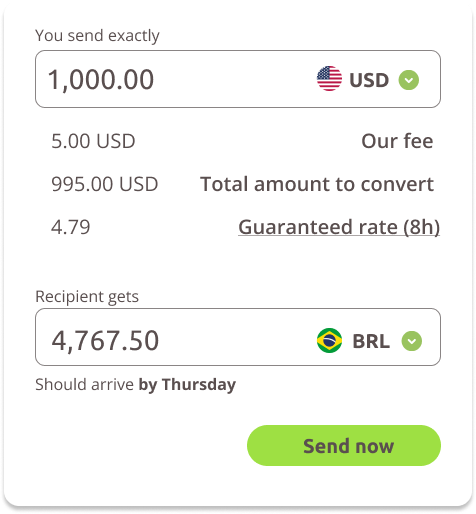 You send exactly
1,000.00 USD
5.00 USD Our fee
995.00 USD Total amount to convert
4.79 Guaranteed rate (8h)
Recipient gets
4,767.50 BRL
Should arrive by Thursday
Send now